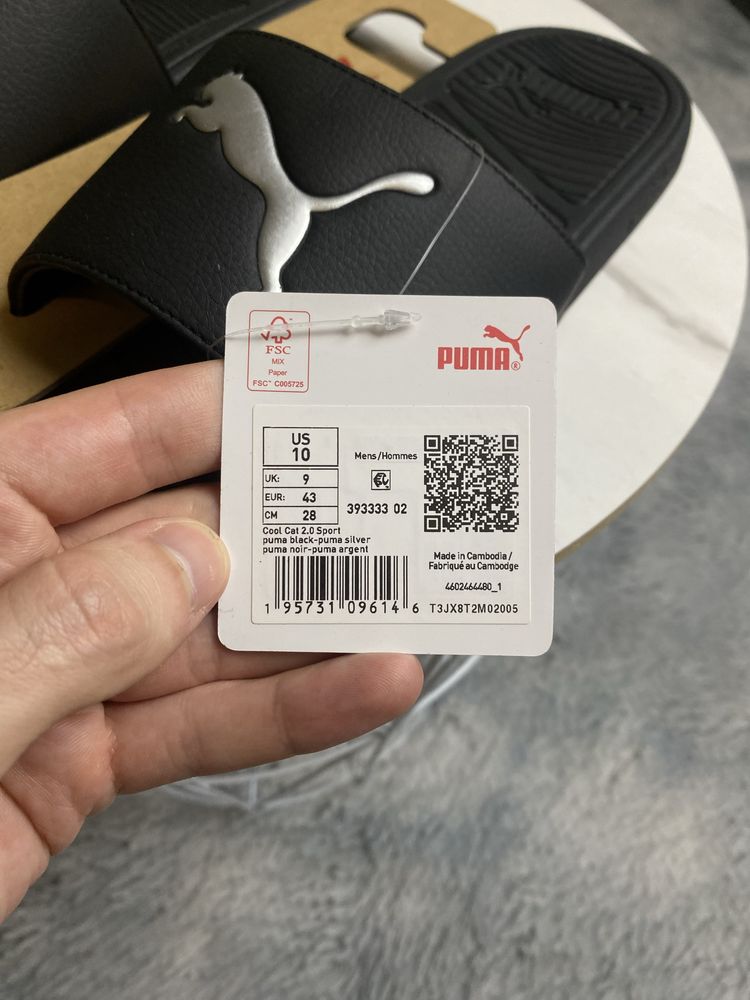 FSC
MIX
Paper
FSC™ C005725
PUMA®
US
10
UK: 9
EUR: 43
CM 28
Mens/Hommes
393333 02
Cool Cat 2.0 Sport
puma black-puma silver
puma noir-puma argent
Made in Cambodia /
Fabriqué au Cambodge
4602464480_1
1 95731 09614 6
T3JX8T2M02005